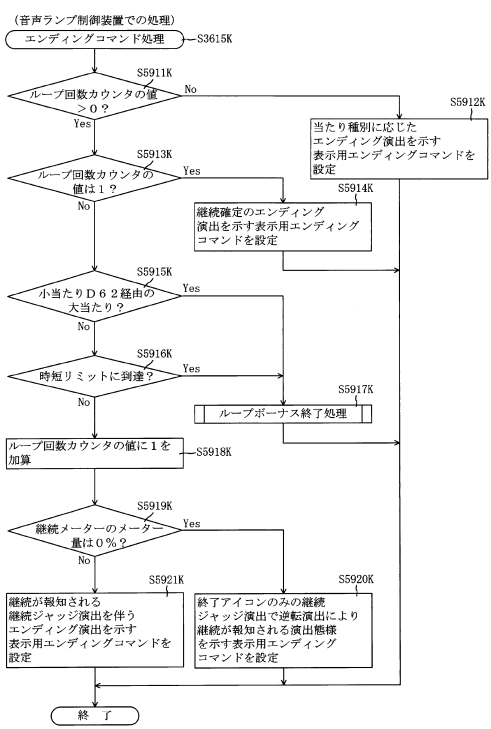 （音声ランプ制御装置での処理）
エンディングコマンド処理
S3615K
S5911K
ループ回数カウンタの値
＞０？
No
Yes
S5912K
当たり種別に応じた
エンディング演出を示す
表示用エンディングコマンドを
設定
S5913K
ループ回数カウンタの
値は１？
Yes
No
S5914K
継続確定のエンディング
演出を示す表示用エンディング
コマンドを設定
S5915K
小当たりＤ６２経由の
大当たり？
Yes
No
S5916K
時短リミットに到達？
Yes
No
S5917K
ループボーナス終了処理
ループ回数カウンタの値に１を
加算
S5918K
S5919K
継続メーターのメーター
量は０％？
Yes
No
S5921K
継続が報知される
継続ジャッジ演出を伴う
エンディング演出を示す
表示用エンディングコマンドを
設定
S5920K
終了アイコンのみの継続
ジャッジ演出で逆転演出により
継続が報知される演出態様
を示す表示用エンディング
コマンドを設定
終　了